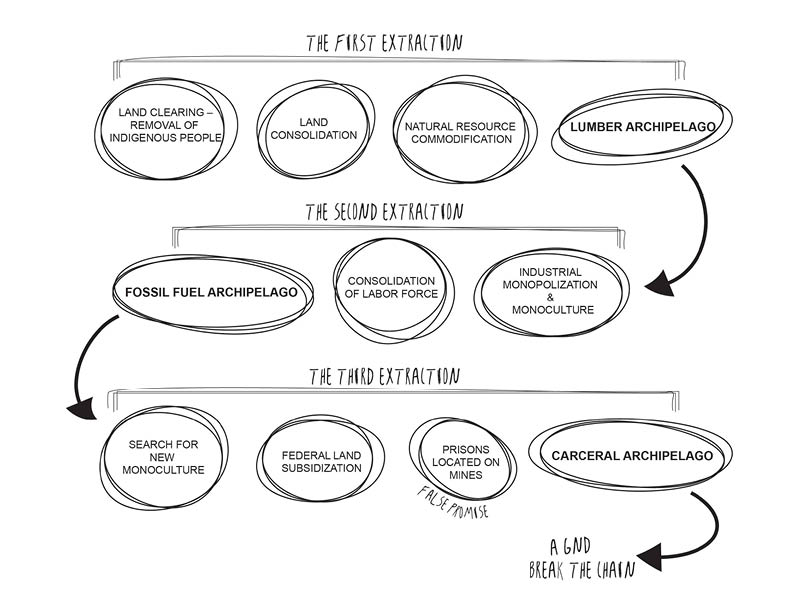 THE FIRST EXTRACTION
LAND CLEARING –
REMOVAL OF
INDIGENOUS PEOPLE
LAND
CONSOLIDATION
NATURAL RESOURCE
COMMODIFICATION
LUMBER ARCHIPELAGO
THE SECOND EXTRACTION
FOSSIL FUEL ARCHIPELAGO
CONSOLIDATION
OF LABOR FORCE
INDUSTRIAL
MONOPOLIZATION
&
MONOCULTURE
THE THIRD EXTRACTION
SEARCH FOR
NEW
MONOCULTURE
FEDERAL LAND
SUBSIDIZATION
PRISONS
LOCATED ON
MINES
FALSE PROMISE
CARCERAL ARCHIPELAGO
A GND
BREAK THE CHAIN